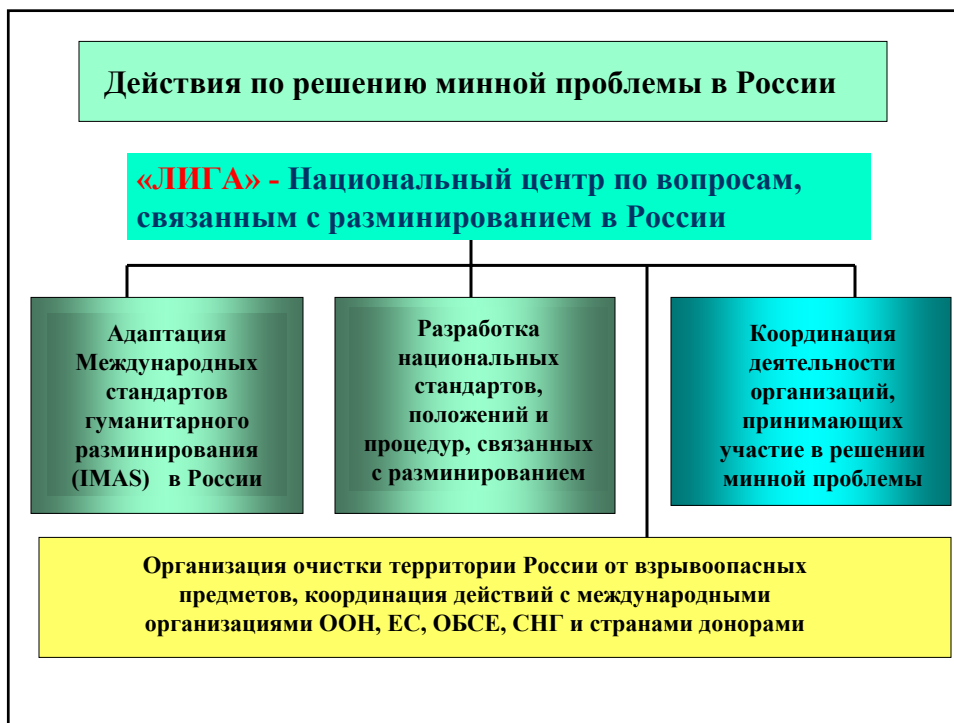 Действия по решению минной проблемы в России
«ЛИГА» - Национальный центр по вопросам,
связанным с разминированием в России
Адаптация
Международных
стандартов
гуманитарного
разминирования
(IMAS) в России
Разработка
национальных
стандартов,
положений и
процедур, связанных
с разминированием
Координация
деятельности
организаций,
принимающих
участие в решении
минной проблемы
Организация очистки территории России от взрывоопасных
предметов, координация действий с международными
организациями ООН, ЕС, ОБСЕ, СНГ и странами донорами